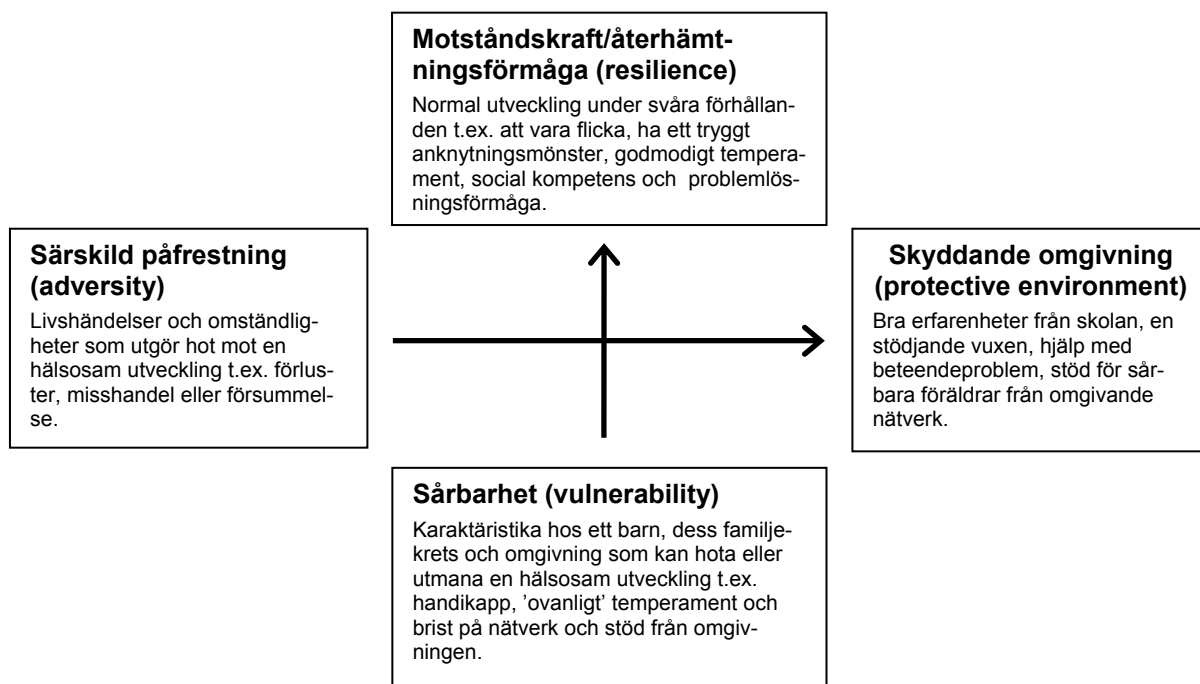 Motståndskraft/återhämt-
ningsförmåga (resilience)
Normal utveckling under svåra förhållan-
den t.ex. att vara flicka, ha ett tryggt
anknytningsmönster, godmodigt tempera-
ment, social kompetens och  problemlös-
ningsförmåga.
Särskild påfrestning
(adversity)
Livshändelser och omständlig-
heter som utgör hot mot en
hälsosam utveckling t.ex. förlus-
ter, misshandel eller försummel-
se.
Skyddande omgivning
(protective environment)
Bra erfarenheter från skolan, en
stödjande vuxen, hjälp med
beteendeproblem, stöd för sår-
bara föräldrar från omgivande
nätverk.
Sårbarhet (vulnerability)
Karaktäristika hos ett barn, dess familje-
krets och omgivning som kan hota eller
utmana en hälsosam utveckling t.ex.
handikapp, ’ovanligt’ temperament och
brist på nätverk och stöd från omgiv-
ningen.